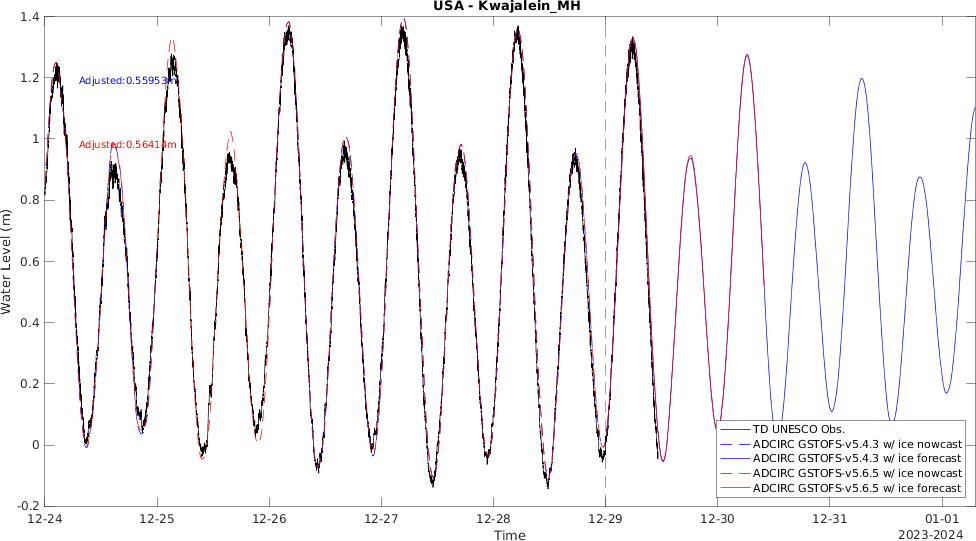 USA - Kwajalein_MH
1.4
1.2
1
0.8
0.6
0.4
0.2
0
-0.2
Water Level (m)
Adjusted:0.55953m
Adjusted:0.56414m
TD UNESCO Obs.
ADCIRC GSTOFS-v5.4.3 w/ ice nowcast
ADCIRC GSTOFS-v5.4.3 w/ ice forecast
ADCIRC GSTOFS-v5.6.5 w/ ice nowcast
ADCIRC GSTOFS-v5.6.5 w/ ice forecast
12-24 12-25 12-26 12-27 12-28 12-29 12-30 12-31 01-01
Time
2023-2024